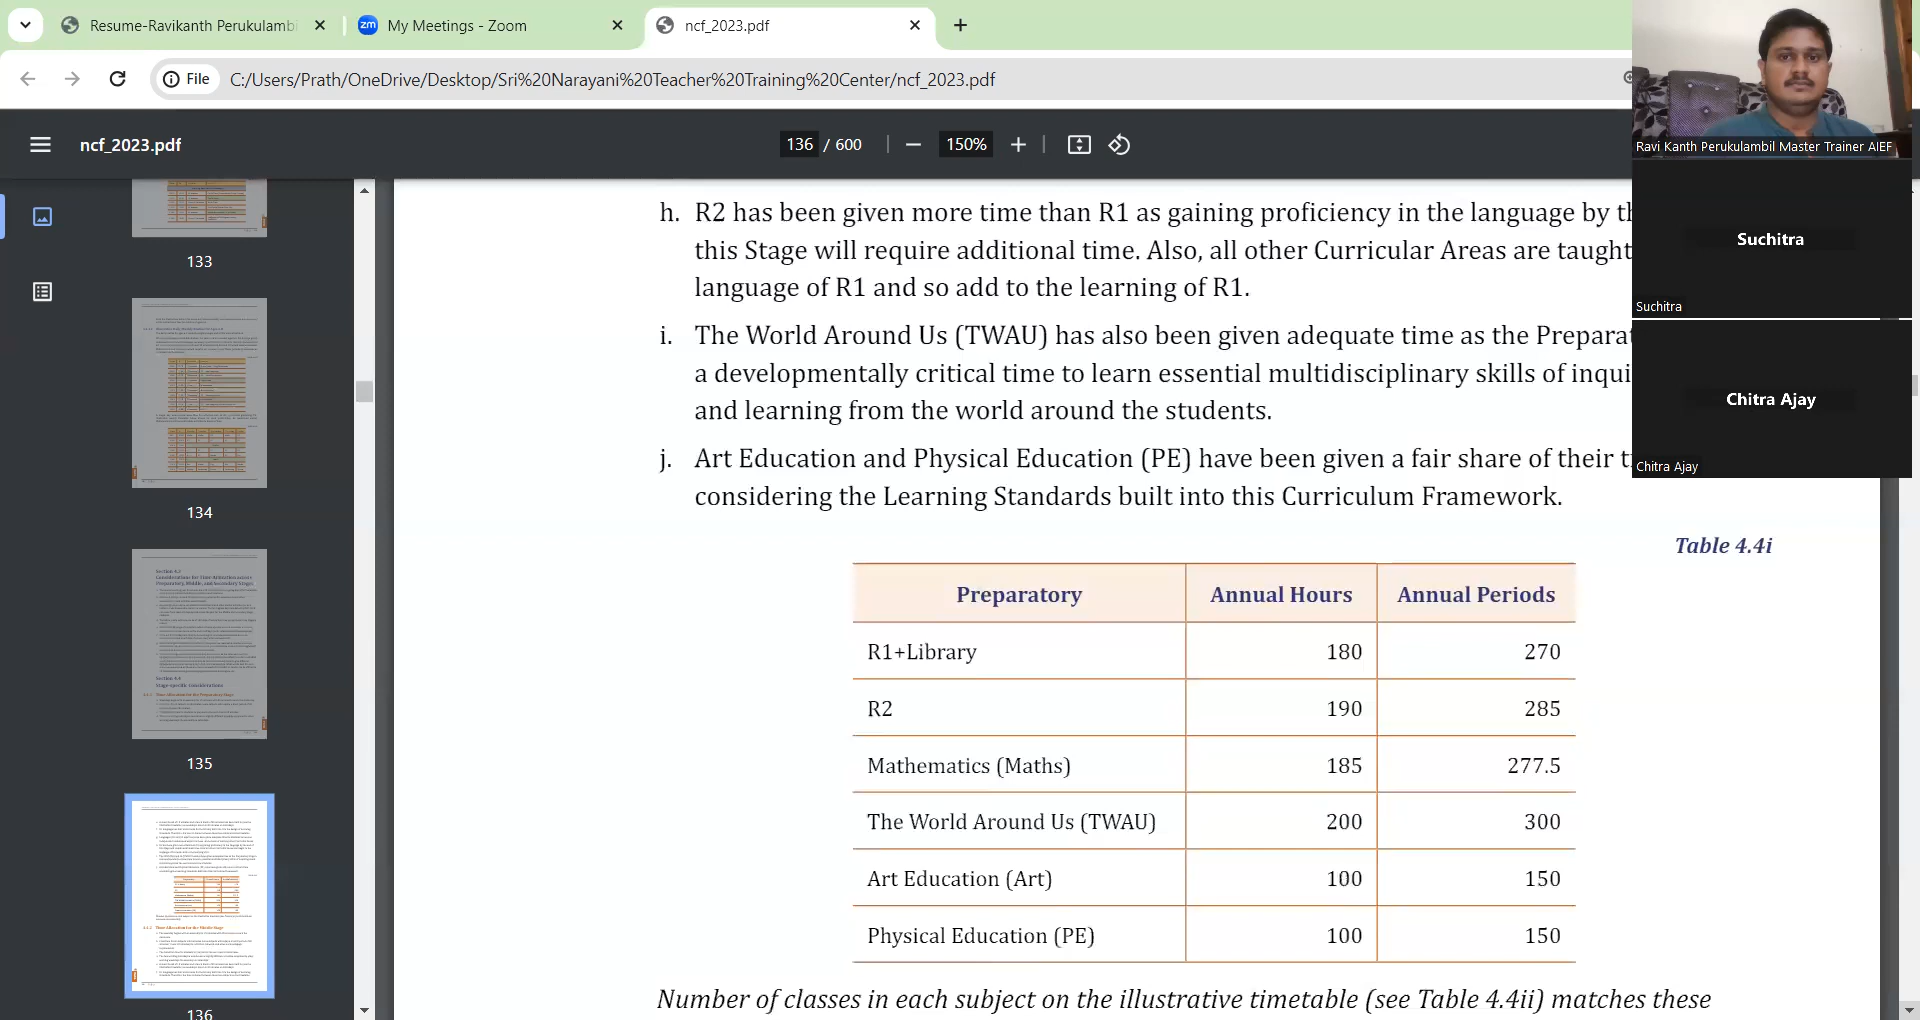 Resume-Ravikanth Perukulambi
zm My Meetings - Zoom
ncf_2023.pdf
File C:/Users/Prath/OneDrive/Desktop/Sri%20Narayani%20Teacher%20Training%20Center/ncf_2023.pdf
ncf_2023.pdf
136 / 600
150%
Ravi Kanth Perukulambil Master Trainer AIEF
Suchitra
Suchitra
Chitra Ajay
Chitra Ajay
133
134
135
136
h. R2 has been given more time than R1 as gaining proficiency in the language by
this Stage will require additional time. Also, all other Curricular Areas are taught
language of R1 and so add to the learning of R1.
i. The World Around Us (TWAU) has also been given adequate time as the Preparat
a developmentally critical time to learn essential multidisciplinary skills of inqui
and learning from the world around the students.
j. Art Education and Physical Education (PE) have been given a fair share of their
considering the Learning Standards built into this Curriculum Framework.
Table 4.4i
Preparatory Annual Hours Annual Periods
R1+Library 180 270
R2 190 285
Mathematics (Maths) 185 277.5
The World Around Us (TWAU) 200 300
Art Education (Art) 100 150
Physical Education (PE) 100 150
Number of classes in each subject on the illustrative timetable (see Table 4.4ii) matches these